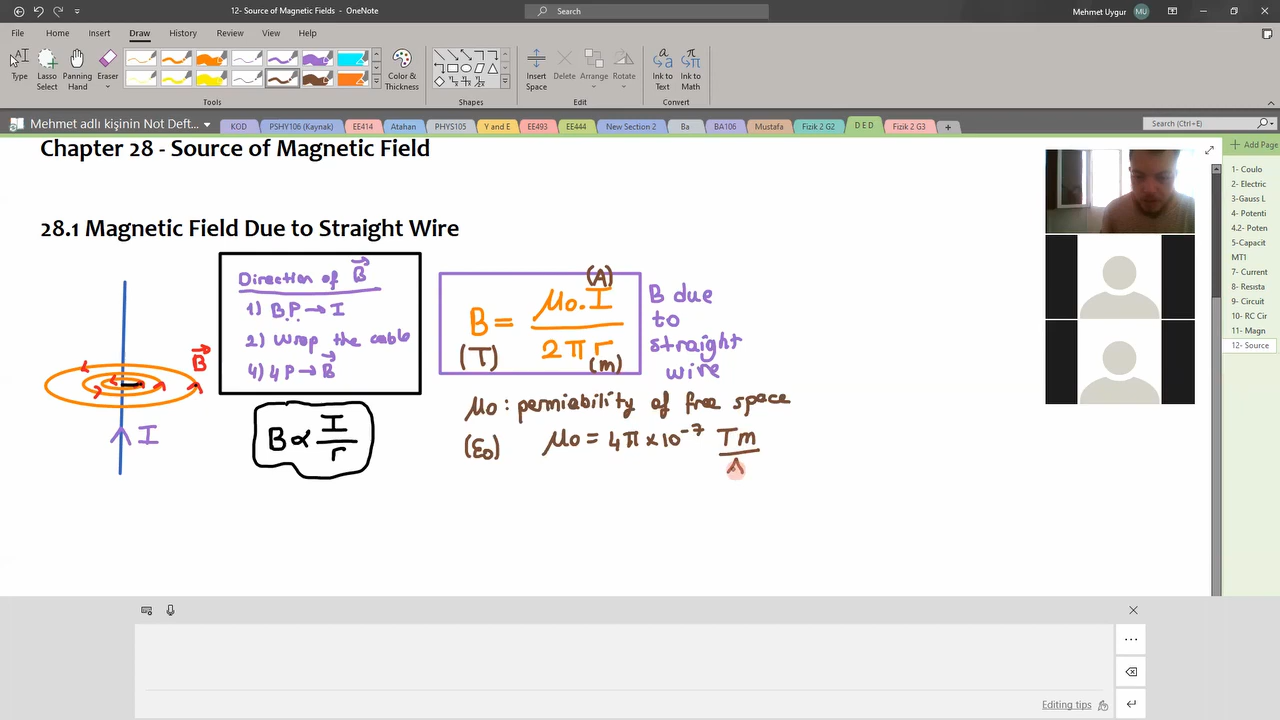 12- Source of Magnetic Fields - OneNote
Search
Mehmet Uygur
MU
File
Home
Insert
Draw
History
Review
View
Help
Type
Lasso Select
Panning Hand
Eraser
Color & Thickness
Insert Space
Delete
Arrange
Rotate
Ink to Text
Ink to Math
Tools
Shapes
Edit
Convert
Mehmet adlı kişinin Not Deft...
KOD
PSHY106 (Kaynak)
EE414
Atahan
PHYS105
Y and E
EE493
EE444
New Section 2
Ba
BA106
Mustafa
Fizik 2 G2
D E D
Fizik 2 G3
+
Search (Ctrl+E)
Add Page
1- Coulo
2- Electric
3-Gauss L
4- Potenti
4.2- Poten
5-Capacit
MT1
7- Current
8- Resista
9- Circuit
10- RC Cir
11- Magn
12- Source
Chapter 28 - Source of Magnetic Field
28.1 Magnetic Field Due to Straight Wire
B⃗
I
Direction of B⃗
1) B.P. → I
2) Wrap the cable
4) 4P → B⃗
B ∝ I / r
B (T) = μo . I (A) / 2πr (m)
B due
to
straight
wire
μo : permiability of free space
(ε0) μo = 4π x 10⁻⁷ Tm / A
Editing tips